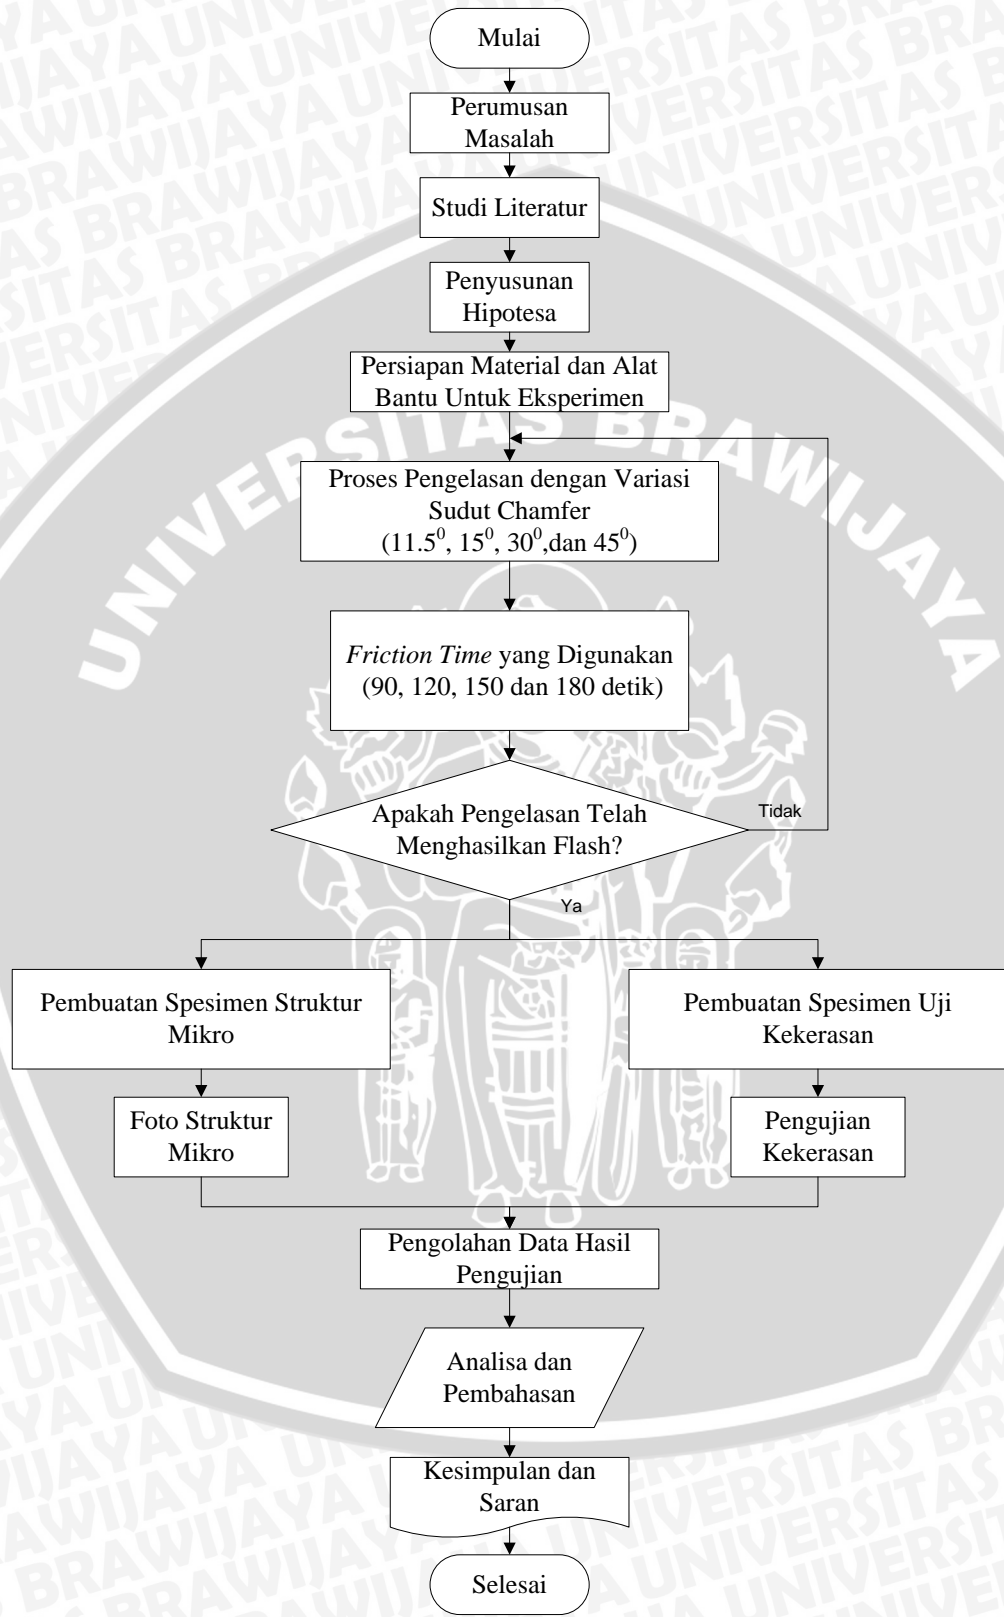 Mulai
Perumusan
Masalah
Studi Literatur
Penyusunan
Hipotesa
Persiapan Material dan Alat
Bantu Untuk Eksperimen
UNIVERSITAS BRAWIJAYA
Proses Pengelasan dengan Variasi
Sudut Chamfer
(11.5⁰, 15⁰, 30⁰,dan 45⁰)
Friction Time yang Digunakan
(90, 120, 150 dan 180 detik)
Apakah Pengelasan Telah
Menghasilkan Flash?
Tidak
Ya
Pembuatan Spesimen Struktur
Mikro
Pembuatan Spesimen Uji
Kekerasan
Foto Struktur
Mikro
Pengujian
Kekerasan
Pengolahan Data Hasil
Pengujian
Analisa dan
Pembahasan
Kesimpulan dan
Saran
Selesai